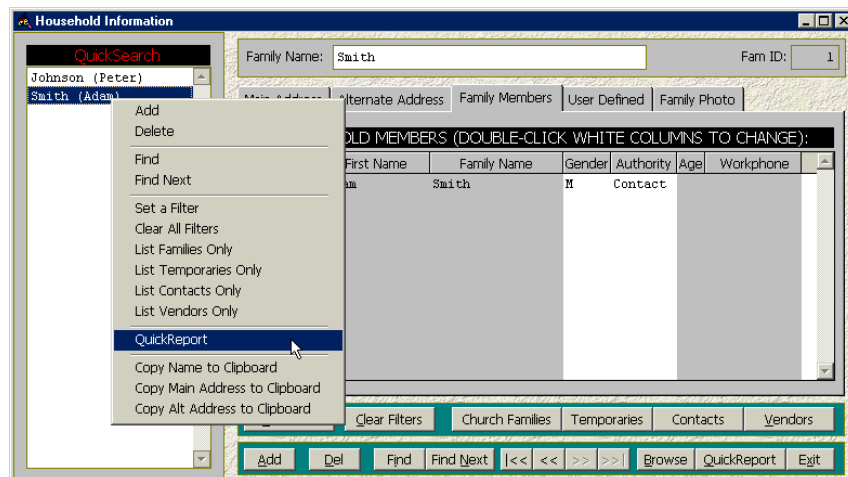 Household Information
QuickSearch
Johnson (Peter)
Smith (Adam)
Family Name: Smith Fam ID: 1
Alternate Address Family Members User Defined Family Photo
OLD MEMBERS (DOUBLE-CLICK WHITE COLUMNS TO CHANGE):
First Name Family Name Gender Authority Age Workphone
am Smith M Contact
Add
Delete
Find
Find Next
Set a Filter
Clear All Filters
List Families Only
List Temporaries Only
List Contacts Only
List Vendors Only
QuickReport
Copy Name to Clipboard
Copy Main Address to Clipboard
Copy Alt Address to Clipboard
Clear Filters Church Families Temporaries Contacts Vendors
Add Del Find Find Next |<< << >> >>| Browse QuickReport Exit